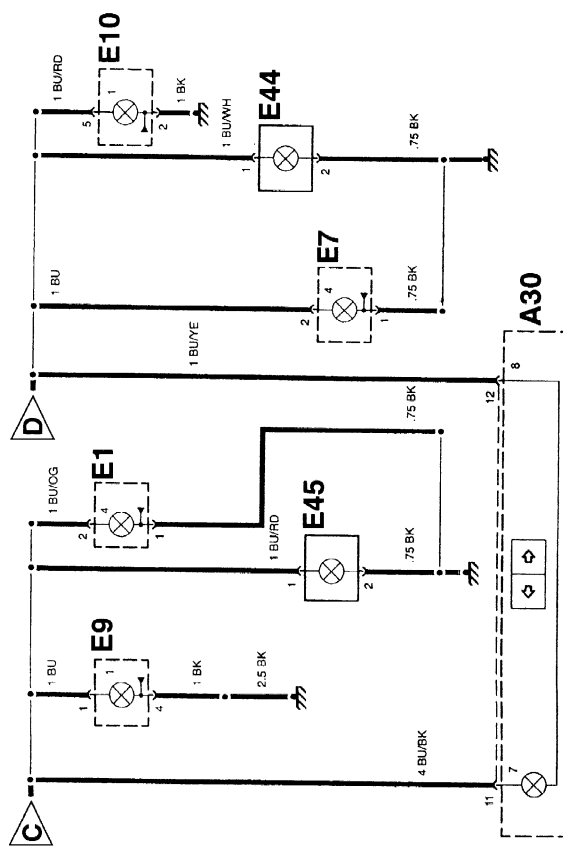 D
C
1 BU/RD
5
1
2
1 BK
E10
1 BU/WH
1
2
.75 BK
E44
1 BU
2
4
1
.75 BK
E7
1 BU/YE
12
8
A30
1 BU/OG
2
4
1
.75 BK
E1
1 BU/RD
1
2
.75 BK
E45
1 BU
1
1
4
1 BK
2.5 BK
E9
4 BU/BK
11
7